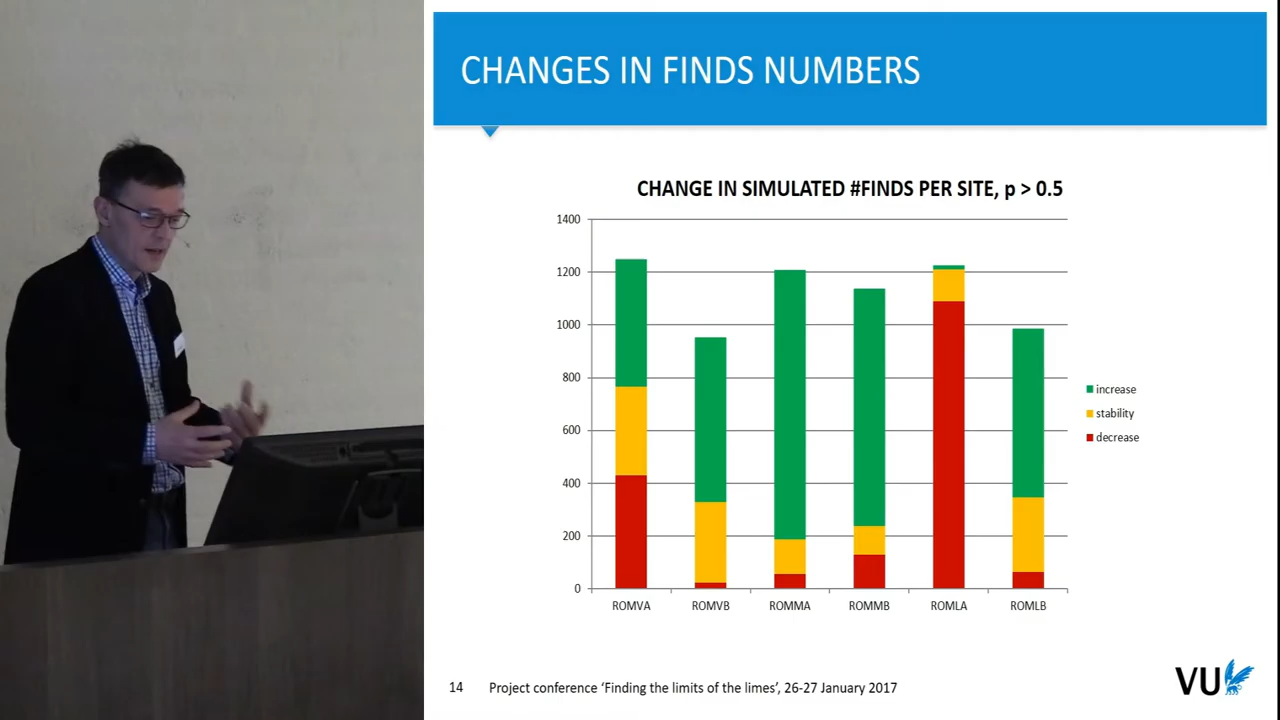 CHANGES IN FINDS NUMBERS
CHANGE IN SIMULATED #FINDS PER SITE, p > 0.5
1400
1200
1000
800
600
400
200
0
ROMVA ROMVB ROMMA ROMMB ROMLA ROMLB
increase
stability
decrease
14 Project conference ‘Finding the limits of the limes’, 26-27 January 2017
VU